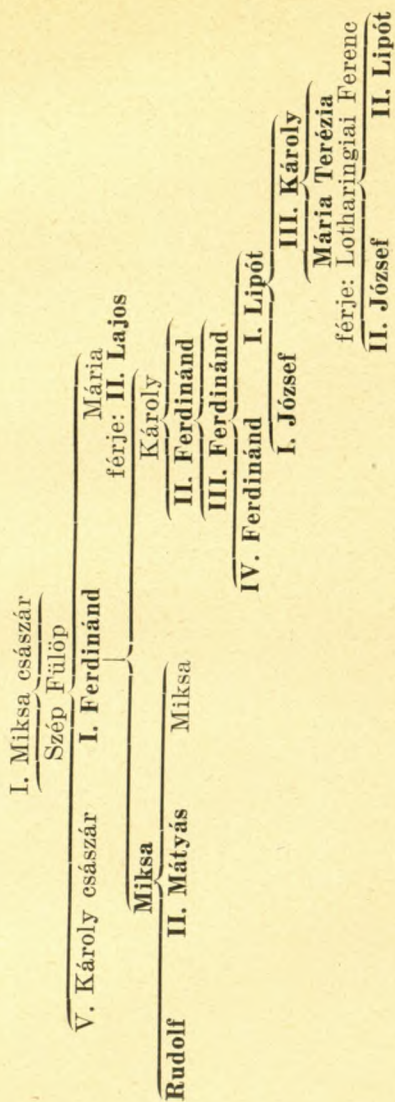 I. Miksa császár
Szép Fülöp
V. Károly császár I. Ferdinánd Mária
férje: II. Lajos
Miksa Károly
Rudolf II. Mátyás Miksa II. Ferdinánd
III. Ferdinánd
IV. Ferdinánd I. Lipót
I. József III. Károly
Mária Terézia
férje: Lotharingiai Ferenc
II. József II. Lipót